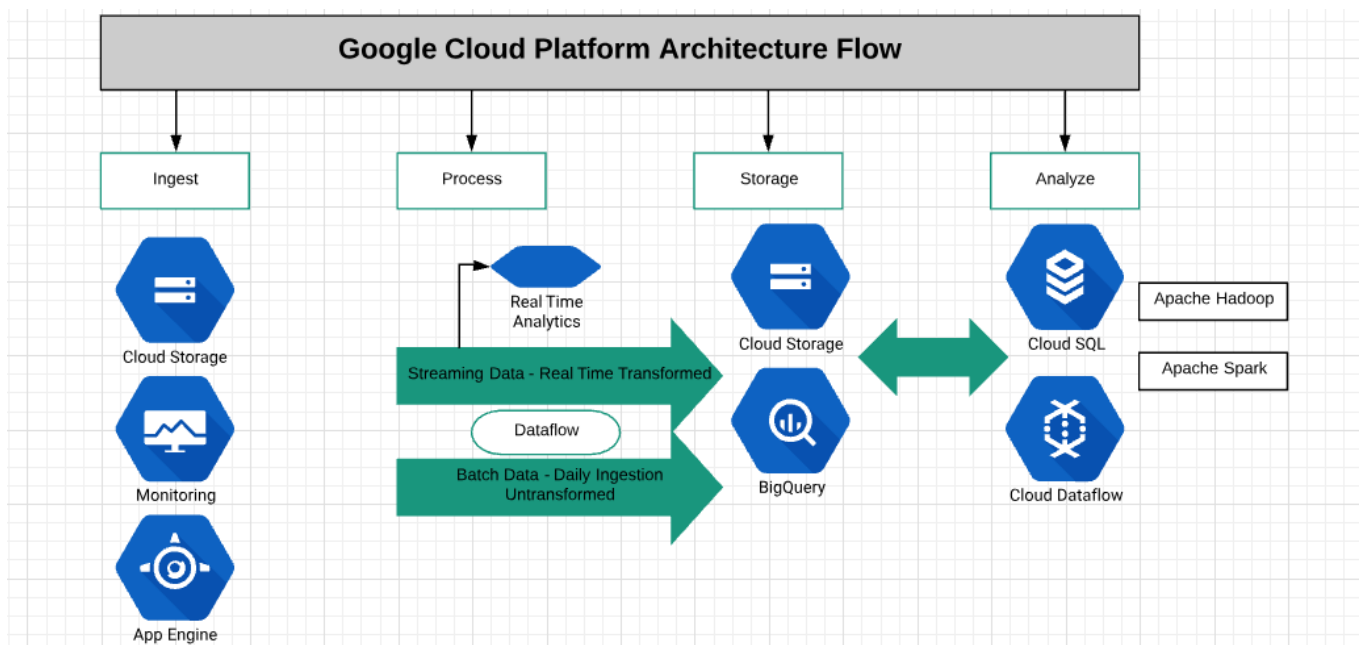 Google Cloud Platform Architecture Flow
Ingest
Process
Storage
Analyze
Cloud Storage
Monitoring
App Engine
Real Time
Analytics
Streaming Data - Real Time Transformed
Dataflow
Batch Data - Daily Ingestion
Untransformed
Cloud Storage
BigQuery
Cloud SQL
Cloud Dataflow
Apache Hadoop
Apache Spark